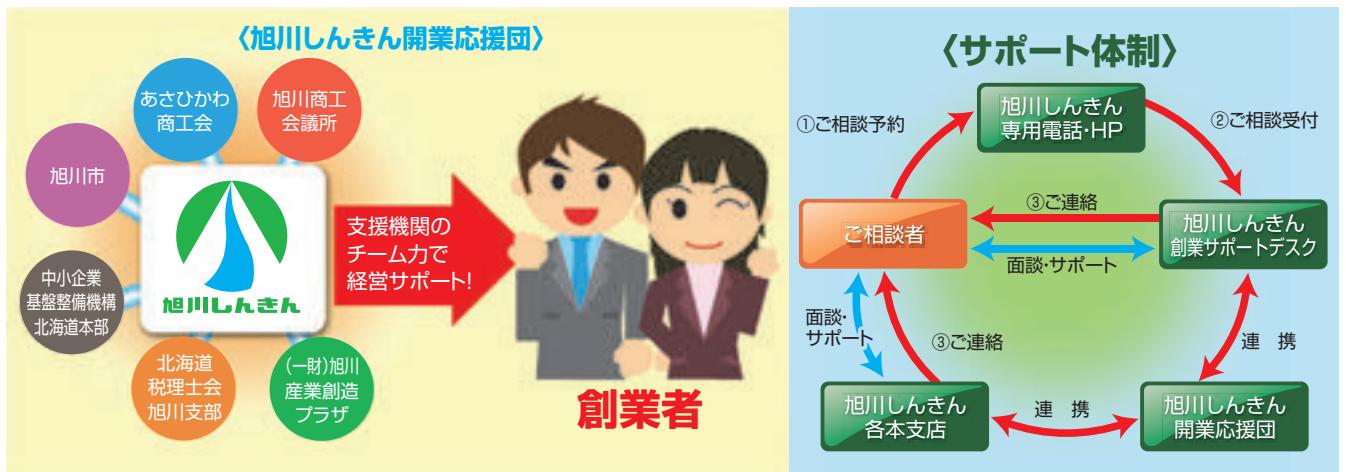 〈旭川しんきん開業応援団〉
あさひかわ
商工会
旭川商工
会議所
旭川市
中小企業
基盤整備機構
北海道本部
北海道
税理士会
旭川支部
(一財)旭川
産業創造
プラザ
旭川しんきん
支援機関の
チーム力で
経営サポート!
創業者
〈サポート体制〉
①ご相談予約
旭川しんきん
専用電話・HP
②ご相談受付
ご相談者
③ご連絡
面談・サポート
旭川しんきん
創業サポートデスク
面談・
サポート
③ご連絡
連 携
旭川しんきん
各本支店
連 携
旭川しんきん
開業応援団